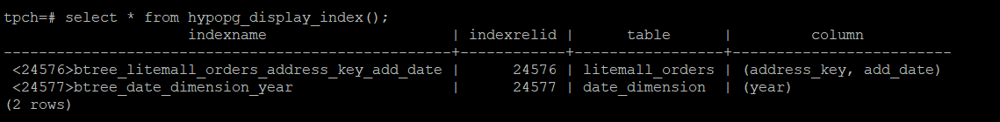 tpch=# select * from hypopg_display_index();
indexname | indexrelid | table | column
----------------------------------------------------+------------+-----------------+-------------------------
<24576>btree_litemall_orders_address_key_add_date | 24576 | litemall_orders | (address_key, add_date)
<24577>btree_date_dimension_year | 24577 | date_dimension | (year)
(2 rows)